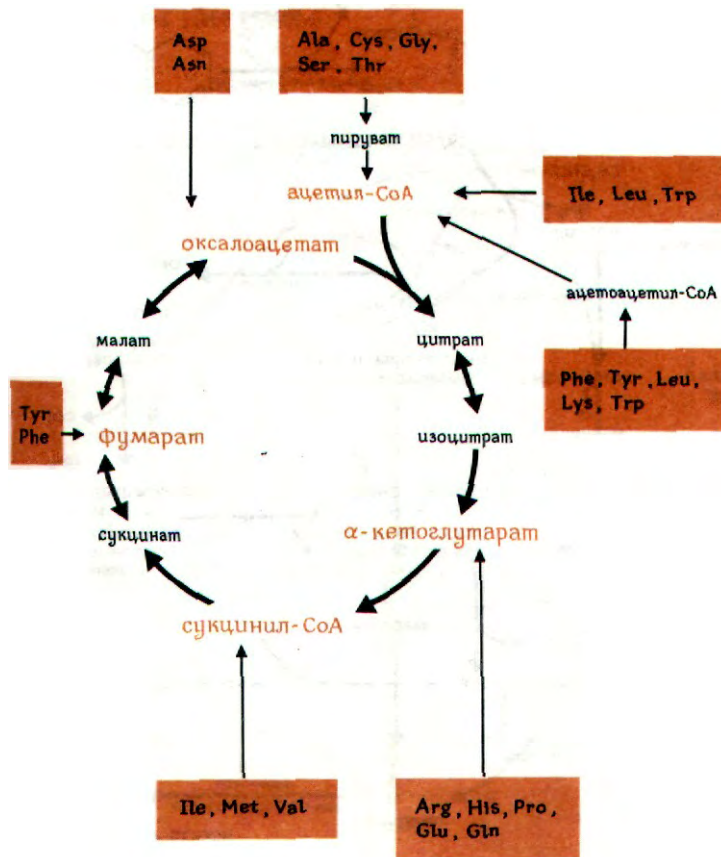 Asp
Asn
Ala, Cys, Gly,
Ser, Thr
пируват
ацетил-CoA
Ile, Leu, Trp
оксалоацетат
ацетоацетил-CoA
малат
цитрат
Phe, Tyr, Leu,
Lys, Trp
Tyr
Phe
фумарат
изоцитрат
сукцинат
α-кетоглутарат
сукцинил-CoA
Ile, Met, Val
Arg, His, Pro,
Glu, Gln